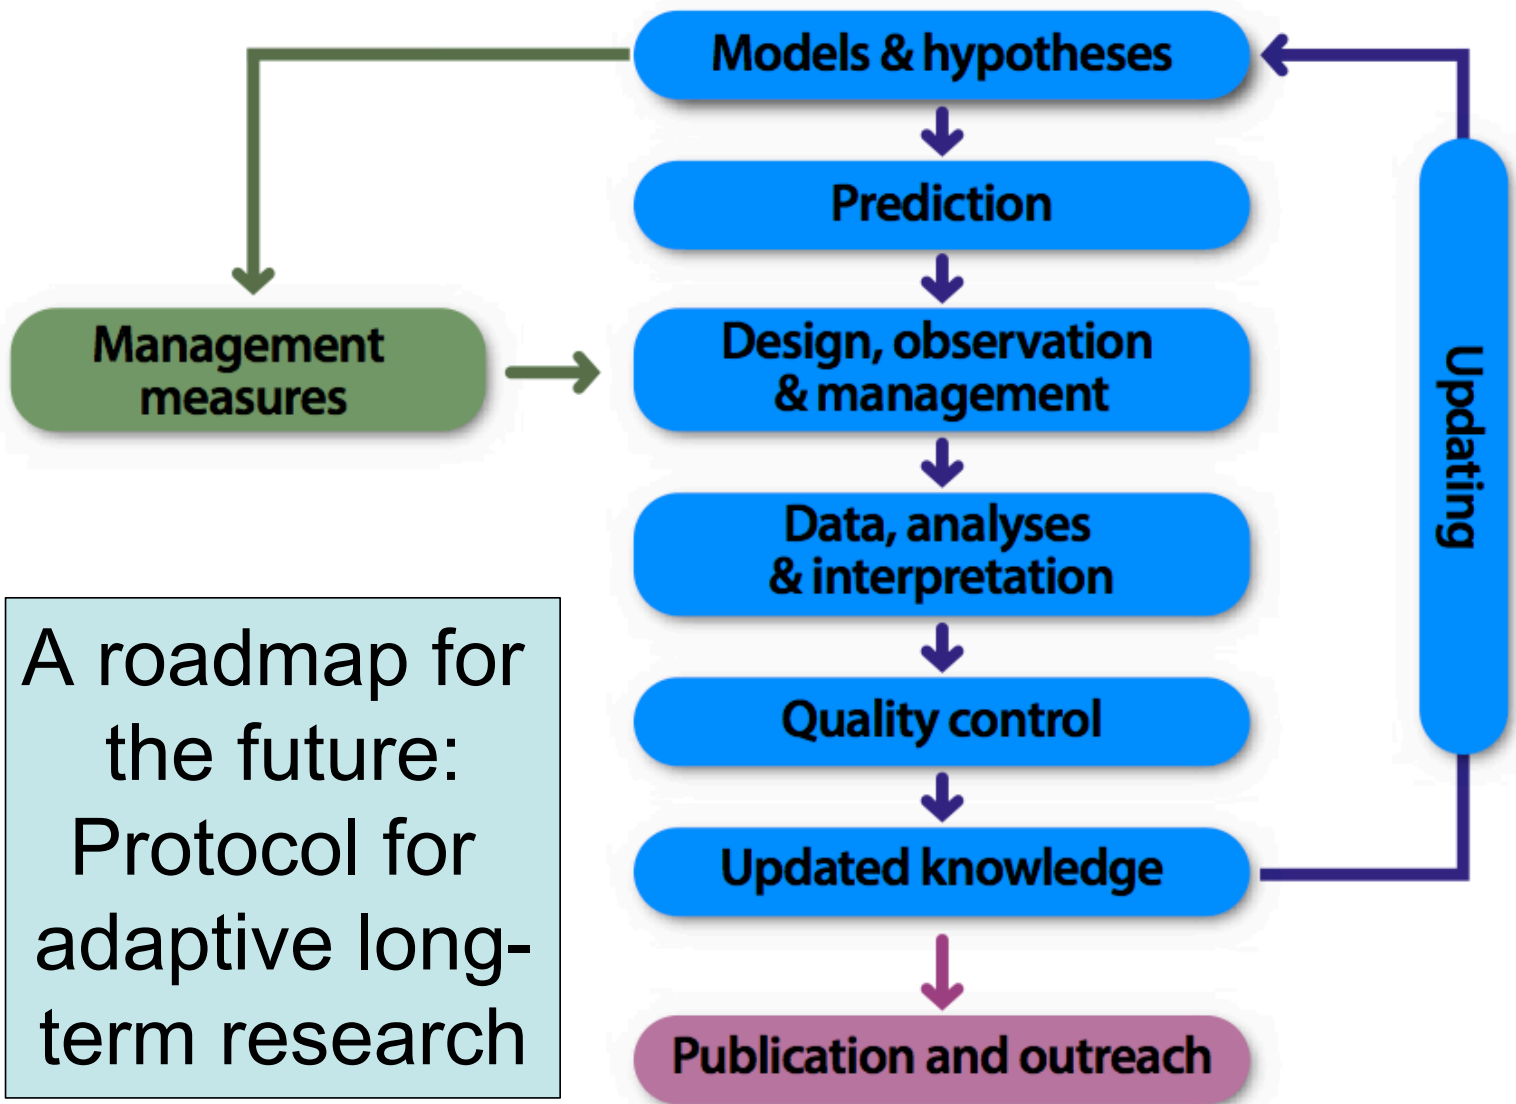 Models & hypotheses
Prediction
Management
measures
Design, observation
& management
Data, analyses
& interpretation
Quality control
Updated knowledge
Publication and outreach
Updating
A roadmap for
the future:
Protocol for
adaptive long-
term research